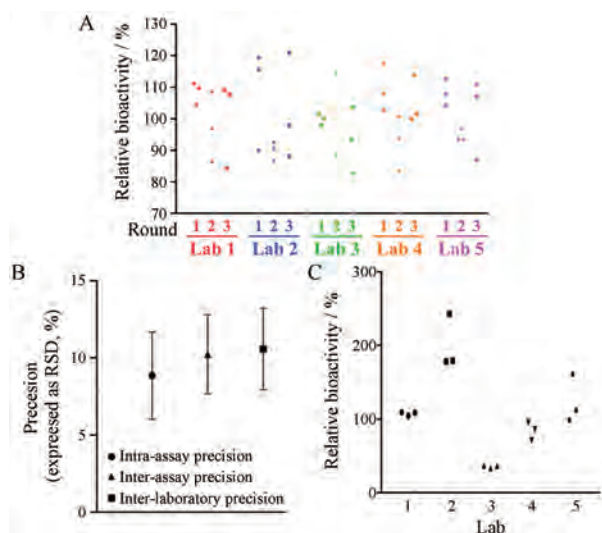 A
Relative bioactivity / %
130
120
110
100
90
80
70
Round 1 2 3 1 2 3 1 2 3 1 2 3 1 2 3
Lab 1 Lab 2 Lab 3 Lab 4 Lab 5
B
Precesion
(expreesed as RSD, %)
15
10
5
0
Intra-assay precision
Inter-assay precision
Inter-laboratory precision
C
Relative bioactivity / %
300
200
100
0
1 2 3 4 5
Lab